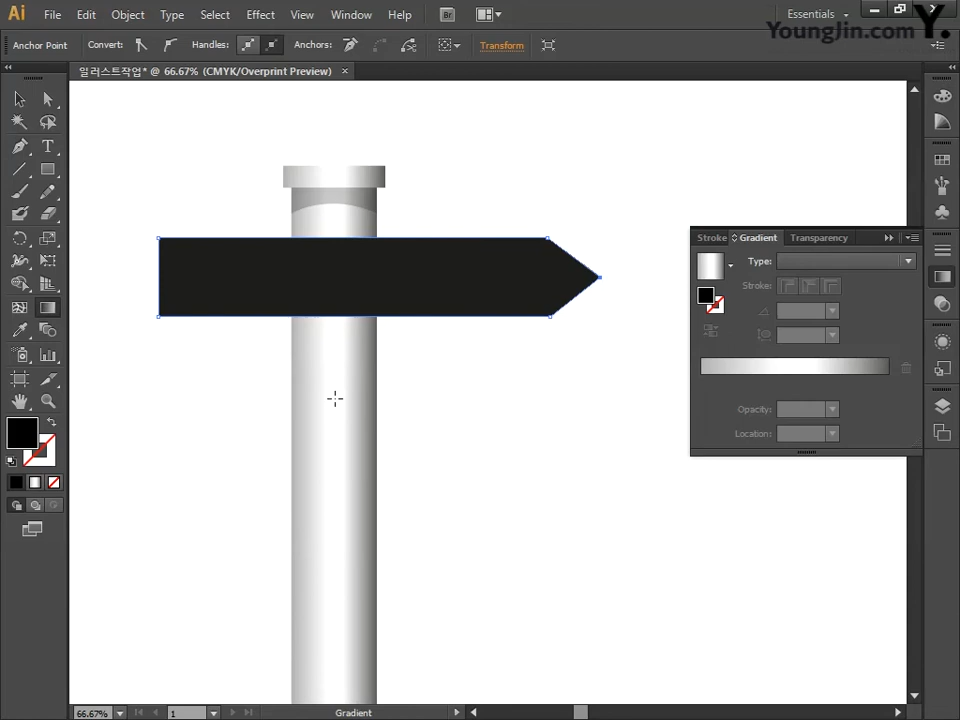 Ai File Edit Object Type Select Effect View Window Help Br Essentials
Younglin.com Y.
Anchor Point Convert: Handles: Anchors: Transform
일러스트작업* @ 66.67% (CMYK/Overprint Preview) ×
T
Stroke Gradient Transparency
Type:
Stroke:
Opacity:
Location:
66.67% 1 Gradient